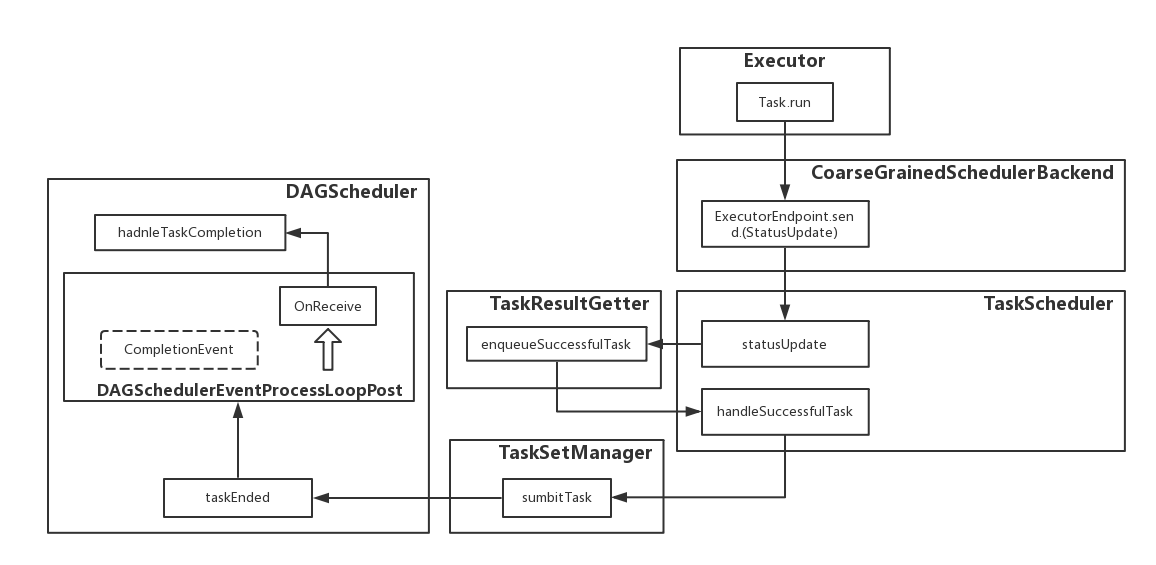 Executor
Task.run
CoarseGrainedSchedulerBackend
ExecutorEndpoint.sen
d.(StatusUpdate)
DAGScheduler
hadnleTaskCompletion
OnReceive
CompletionEvent
DAGSchedulerEventProcessLoopPost
taskEnded
TaskResultGetter
enqueueSuccessfulTask
TaskScheduler
statusUpdate
handleSuccessfulTask
TaskSetManager
sumbitTask